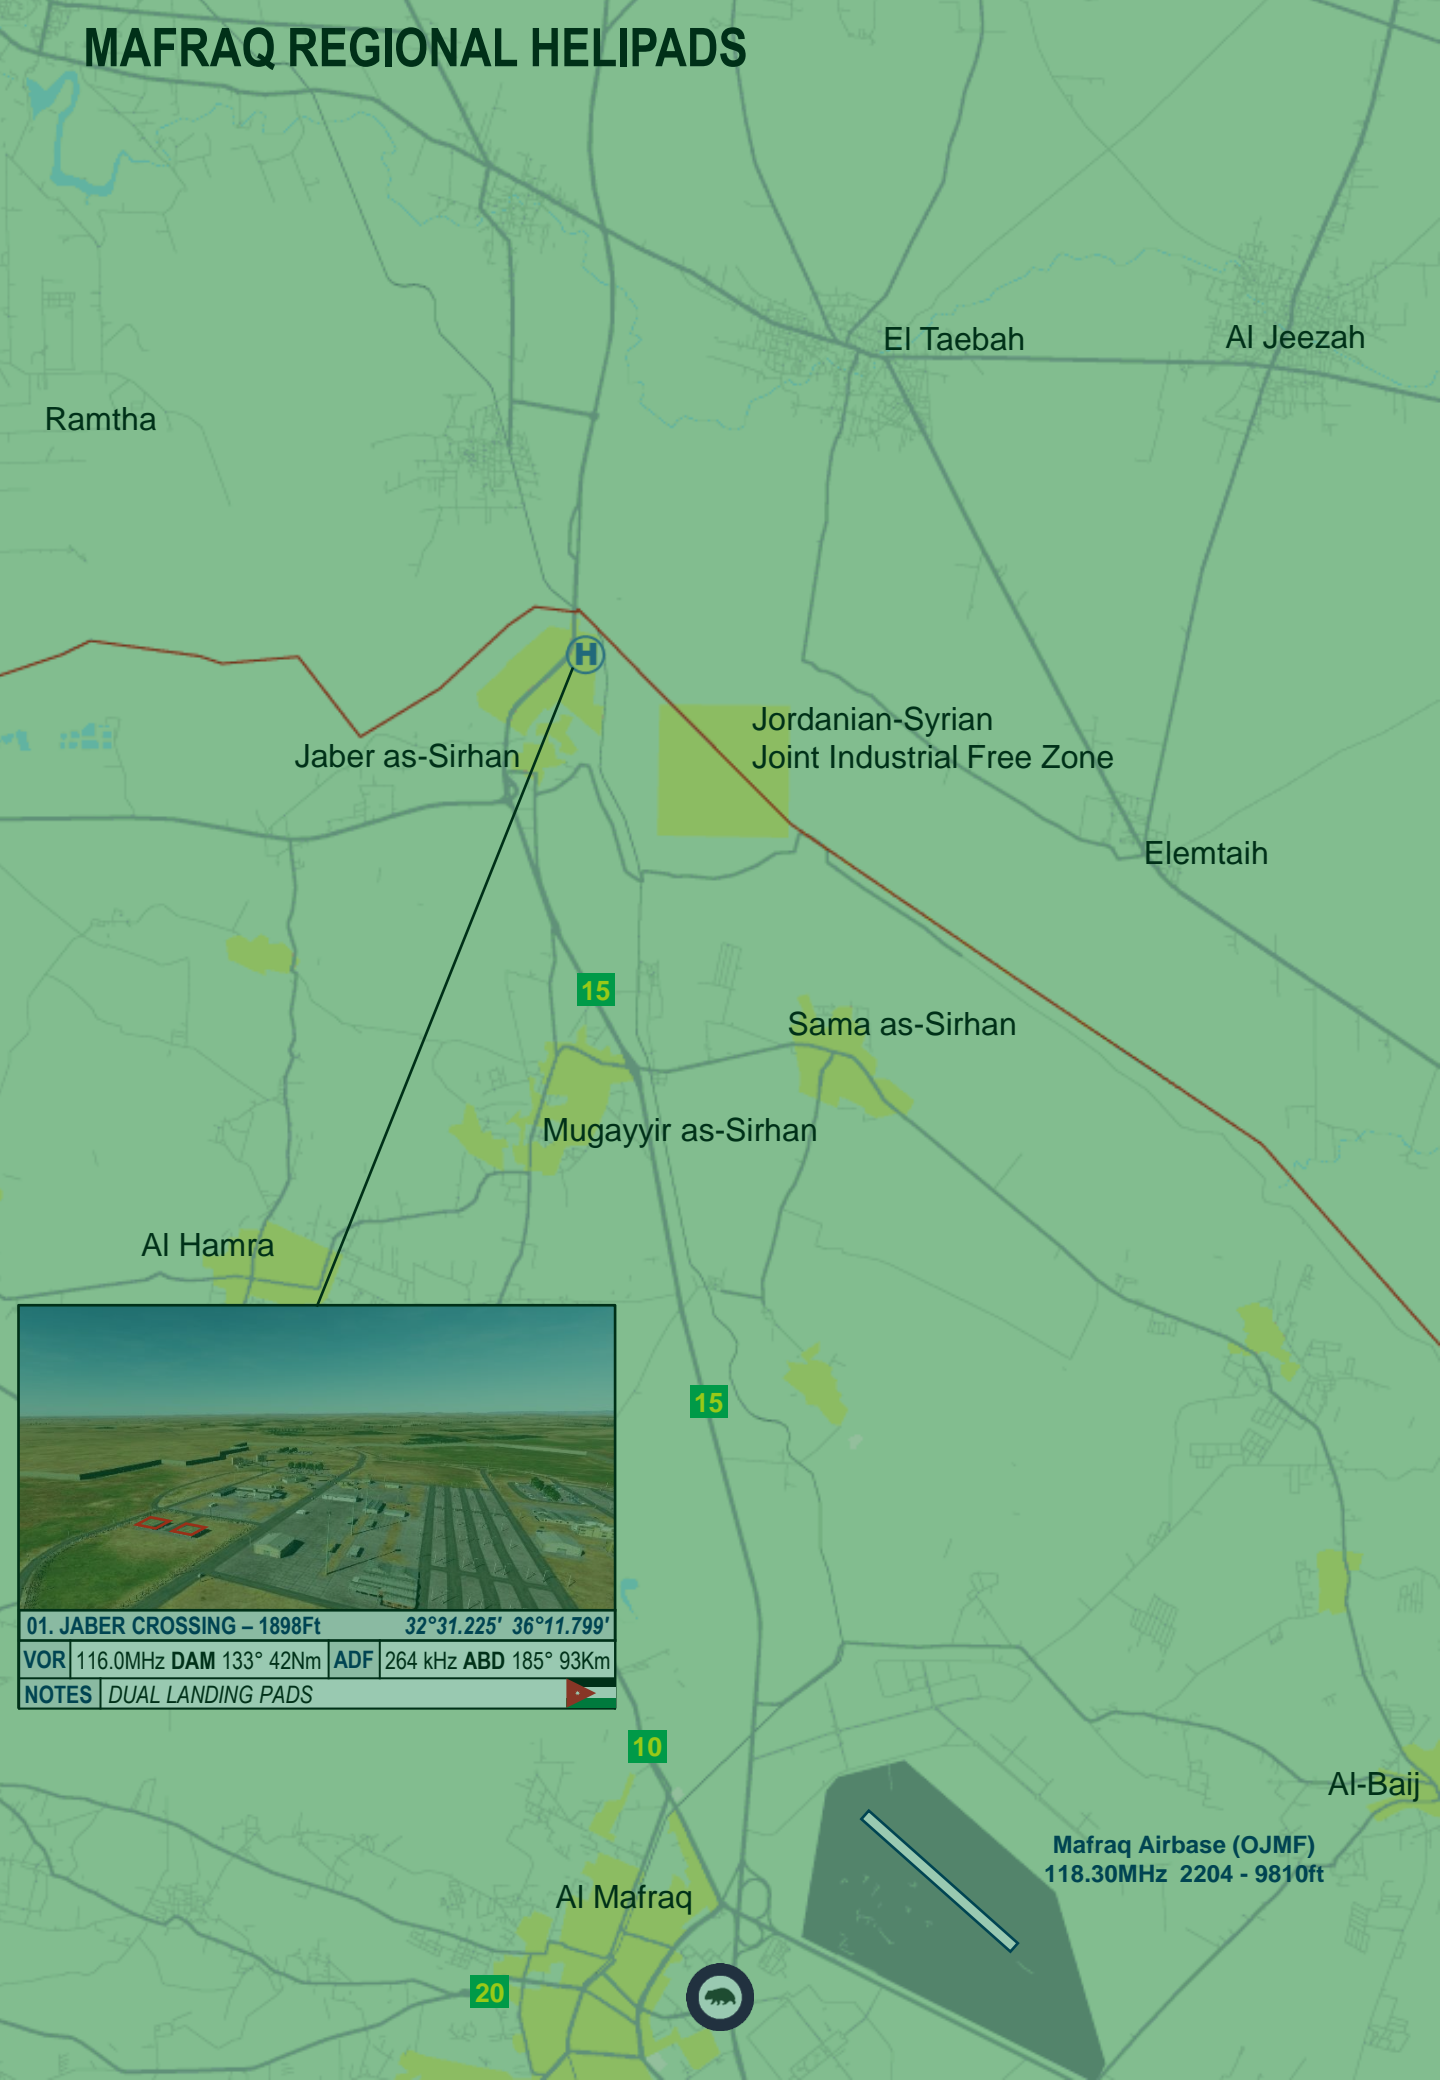 MAFRAQ REGIONAL HELIPADS
El Taebah
Al Jeezah
Ramtha
H
Jordanian-Syrian
Joint Industrial Free Zone
Jaber as-Sirhan
Elemtaih
15
Sama as-Sirhan
Mugayyir as-Sirhan
Al Hamra
15
01. JABER CROSSING – 1898Ft 32°31.225' 36°11.799'
VOR 116.0MHz DAM 133° 42Nm ADF 264 kHz ABD 185° 93Km
NOTES DUAL LANDING PADS
10
Al-Baij
Mafraq Airbase (OJMF)
118.30MHz 2204 - 9810ft
Al Mafraq
20